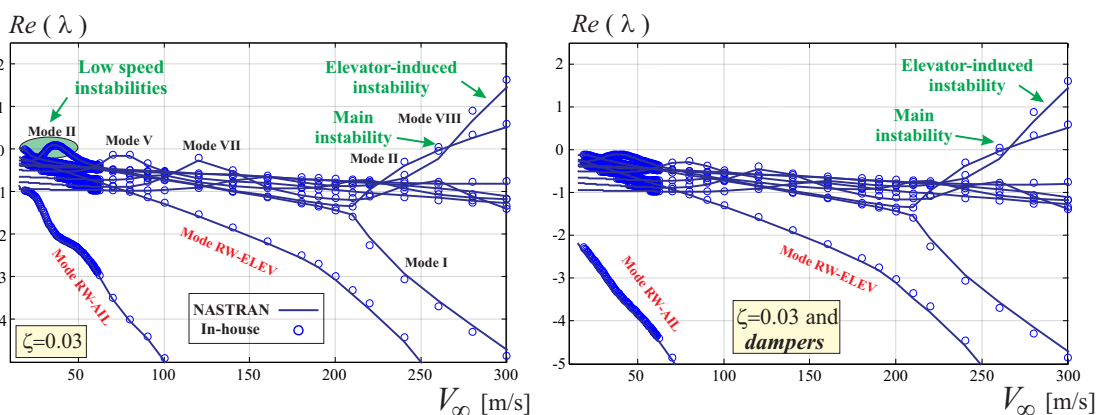 Re ( λ )
2
1
0
-1
-2
-3
-4
Low speed
instabilities
Mode II
Mode V
Mode VII
Elevator-induced
instability
Main
instability
Mode VIII
Mode II
Mode I
Mode RW-ELEV
Mode RW-AIL
NASTRAN
In-house
ζ=0.03
50
100
150
200
250
300
V∞ [m/s]
Re ( λ )
2
1
0
-1
-2
-3
-4
-5
Elevator-induced
instability
Main
instability
Mode RW-ELEV
Mode RW-AIL
ζ=0.03 and
dampers
50
100
150
200
250
300
V∞ [m/s]